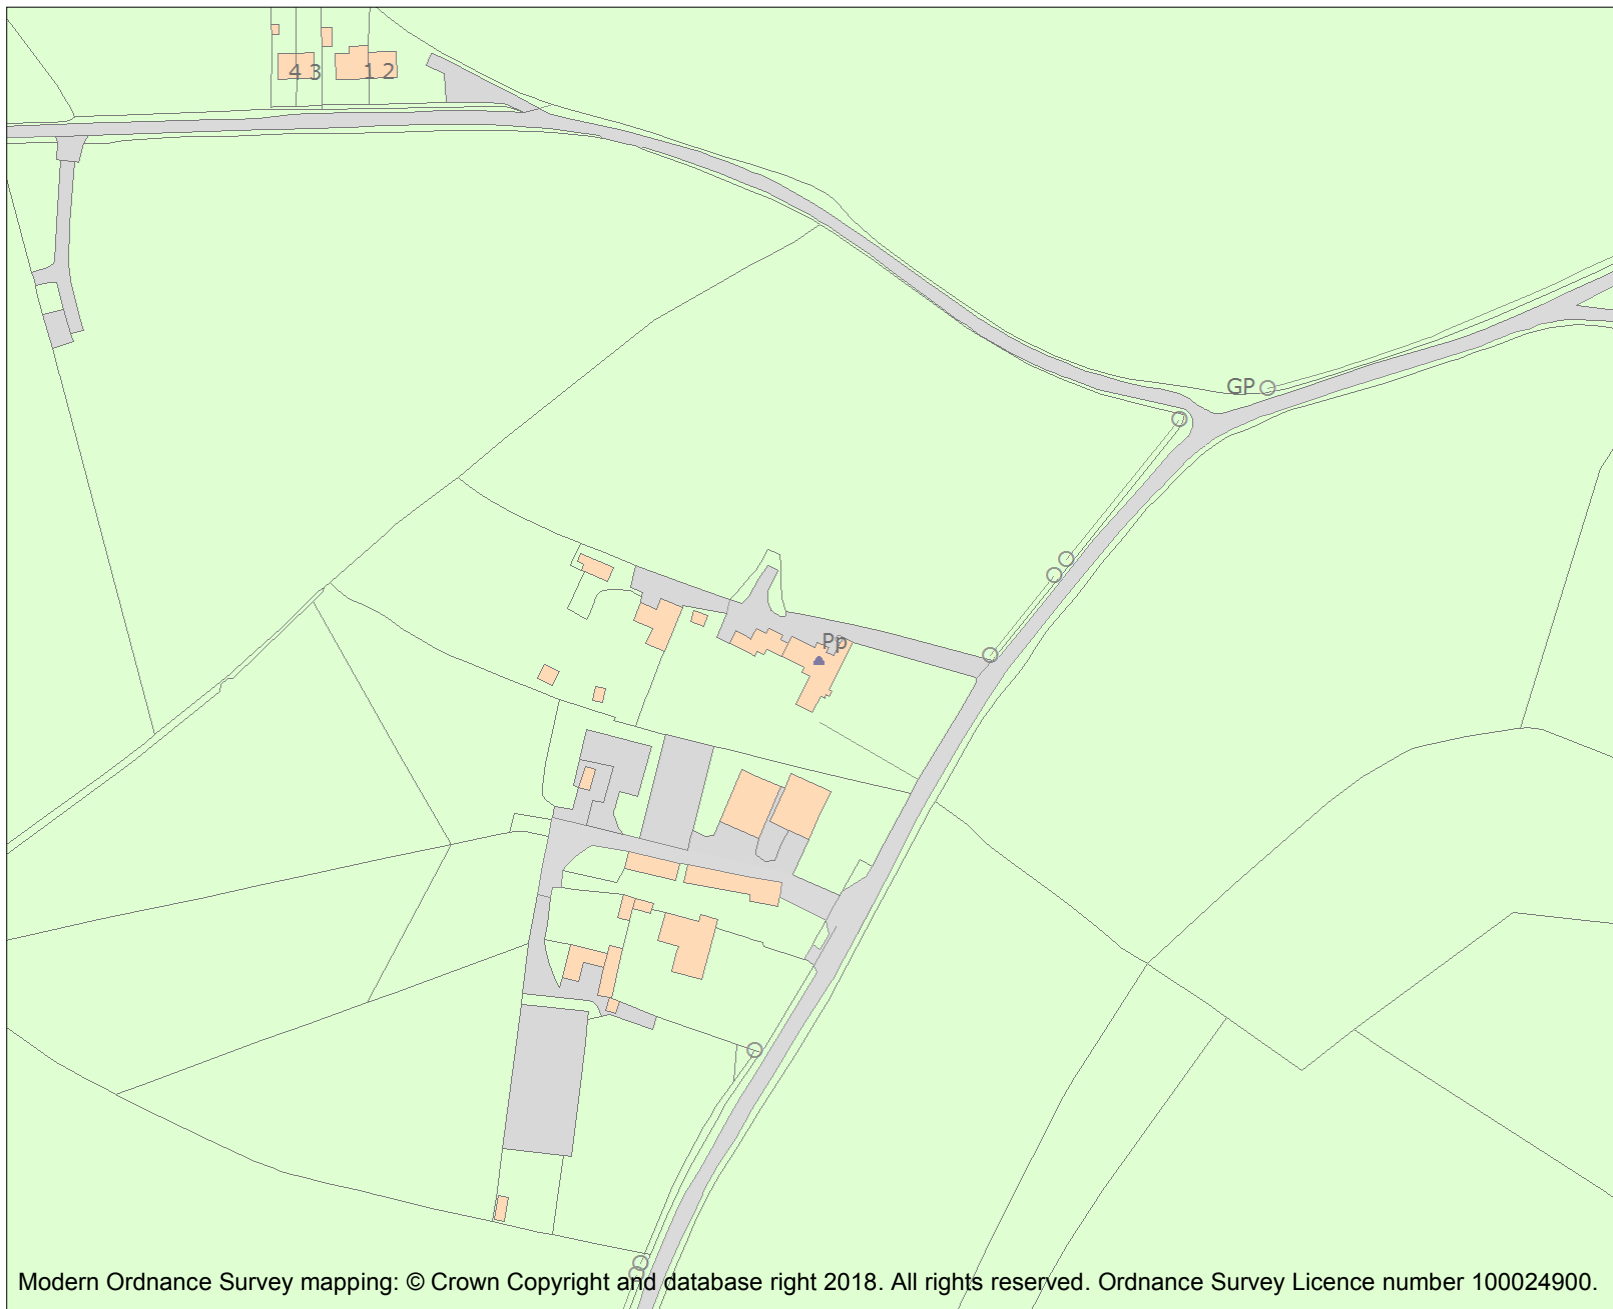 4 3
1 2
GP
Pp
Modern Ordnance Survey mapping: © Crown Copyright and database right 2018. All rights reserved. Ordnance Survey Licence number 100024900.